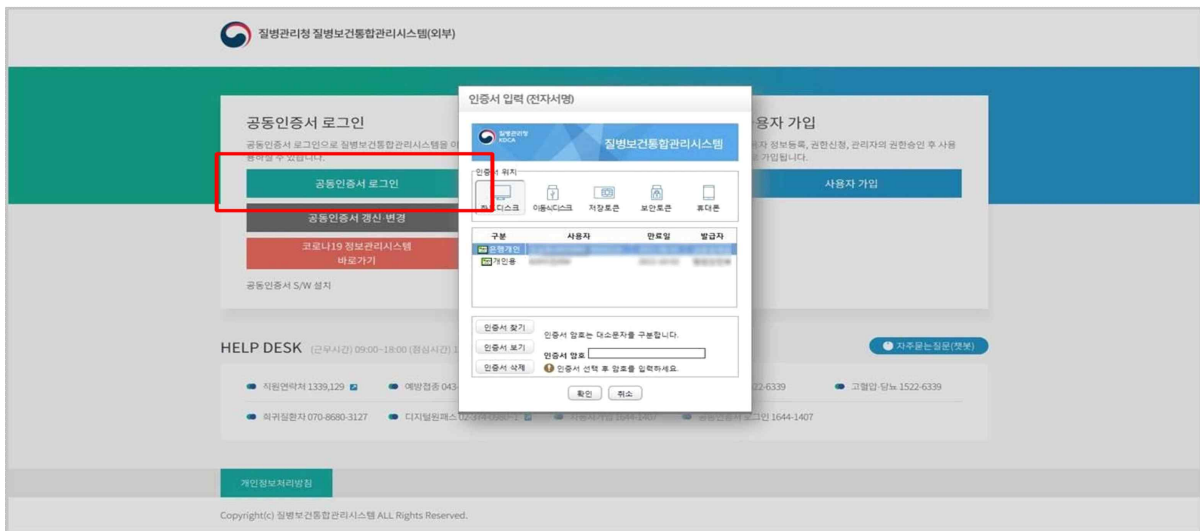 질병관리청 질병보건통합관리시스템(외부)
인증서 입력 (전자서명)
공동인증서 로그인
공동인증서 로그인으로 질병보건통합관리시스템을 이
용하실 수 있습니다.
공동인증서 로그인
공동인증서 갱신·변경
코로나19 정보관리시스템
바로가기
공동인증서 S/W 설치
질병관리청
KDCA
질병보건통합관리시스템
인증서 위치
하드디스크 이동식디스크 저장토큰 보안토큰 휴대폰
구분 사용자 만료일 발급자
은행개인
개인용
인증서 찾기
인증서 보기
인증서 삭제
인증서 암호는 대소문자를 구분합니다.
인증서 암호
인증서 선택 후 암호를 입력하세요.
확인 취소
용자 가입
정보등록, 권한신청, 관리자의 권한승인 후 사용
가입됩니다.
사용자 가입
HELP DESK (근무시간) 09:00~18:00 (점심시간) 1
자주묻는질문(챗봇)
직원연락처 1339,129 예방접종 043- 22-6339 고혈압·당뇨 1522-6339
희귀질환자 070-8680-3127 디지털원패스 공동인증서 로그인 1644-1407
개인정보처리방침
Copyright(c) 질병보건통합관리시스템 ALL Rights Reserved.